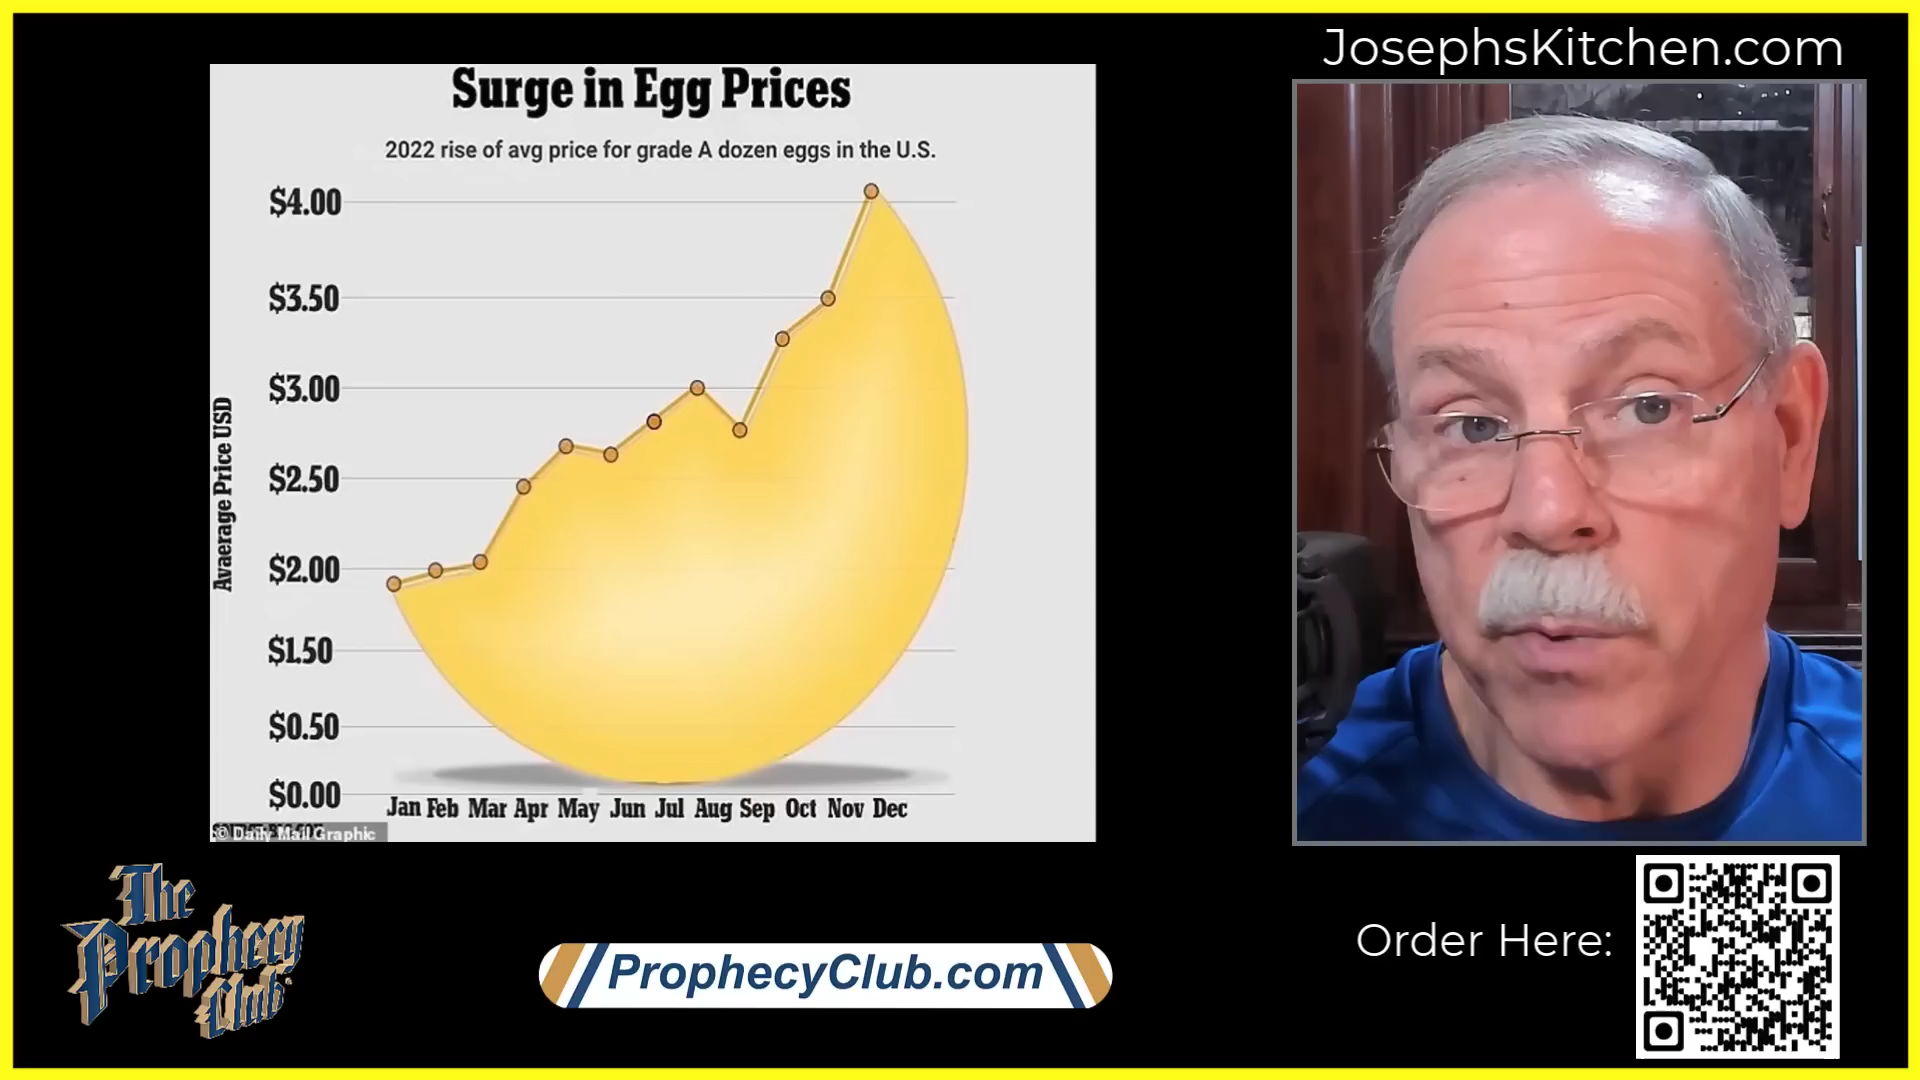 JosephsKitchen.com
Surge in Egg Prices
2022 rise of avg price for grade A dozen eggs in the U.S.
$4.00
$3.50
$3.00
$2.50
$2.00
$1.50
$0.50
$0.00
Avaerage Price USD
Jan Feb Mar Apr May Jun Jul Aug Sep Oct Nov Dec
© Daily Mail Graphic
The
Prophecy
Club
ProphecyClub.com
Order Here: